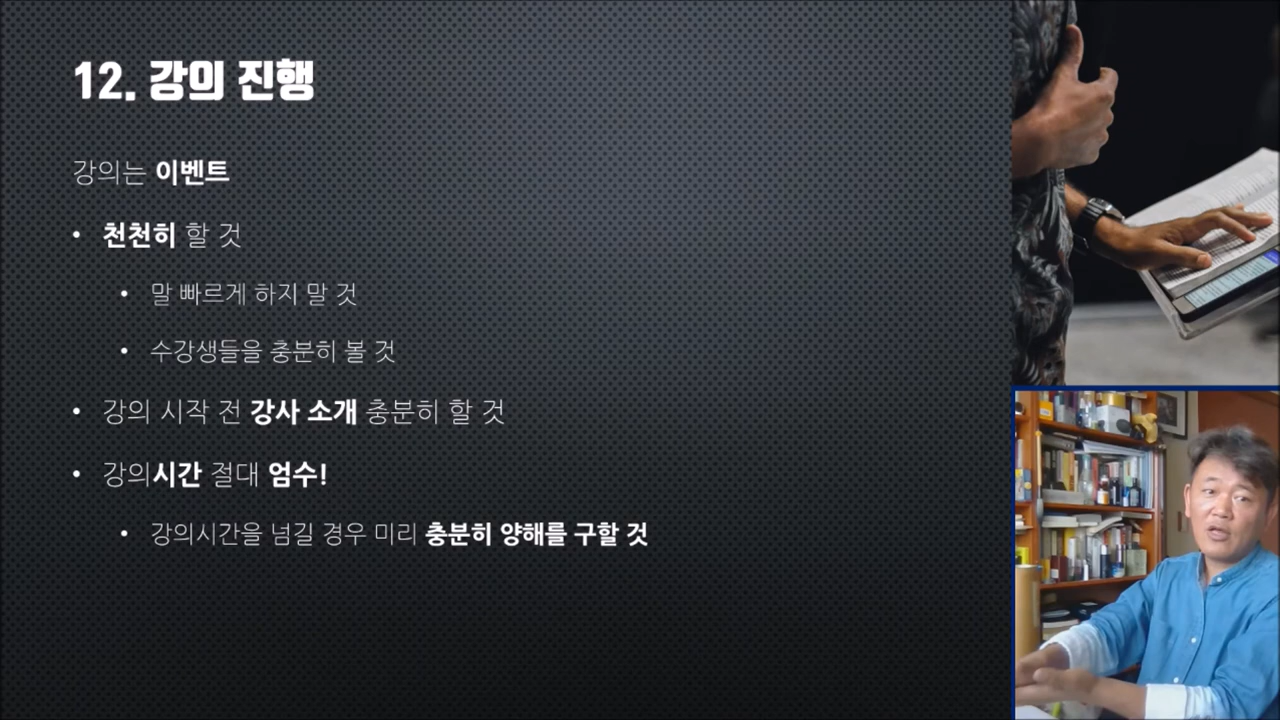 12. 강의 진행
강의는 이벤트
• 천천히 할 것
• 말 빠르게 하지 말 것
• 수강생들을 충분히 볼 것
• 강의 시작 전 강사 소개 충분히 할 것
• 강의시간 절대 엄수!
• 강의시간을 넘길 경우 미리 충분히 양해를 구할 것